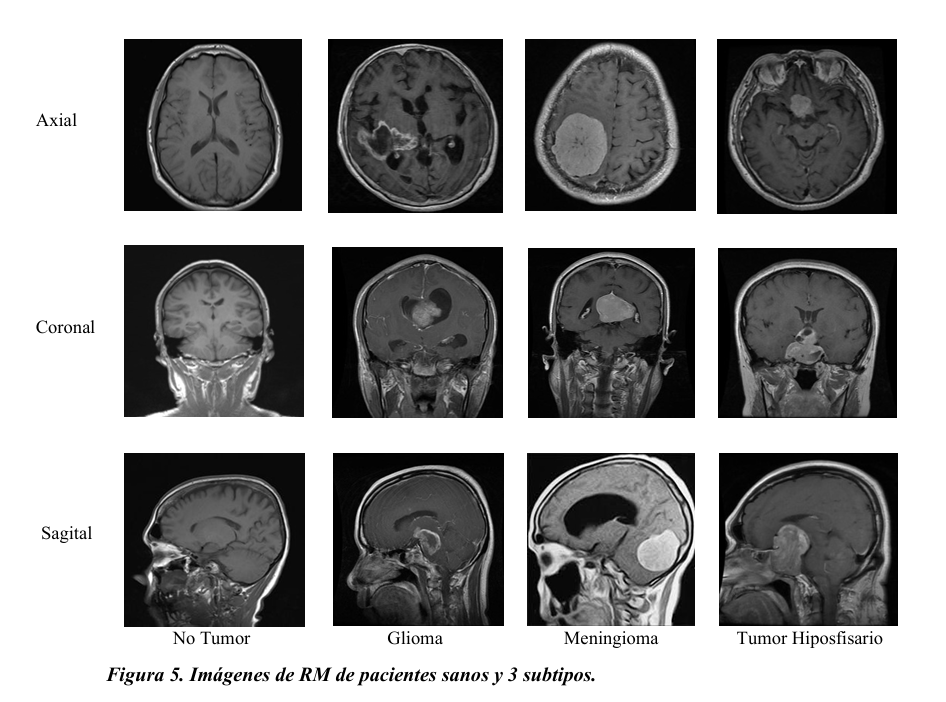 Axial
Coronal
Sagital
No Tumor Glioma Meningioma Tumor Hiposfisario
Figura 5. Imágenes de RM de pacientes sanos y 3 subtipos.